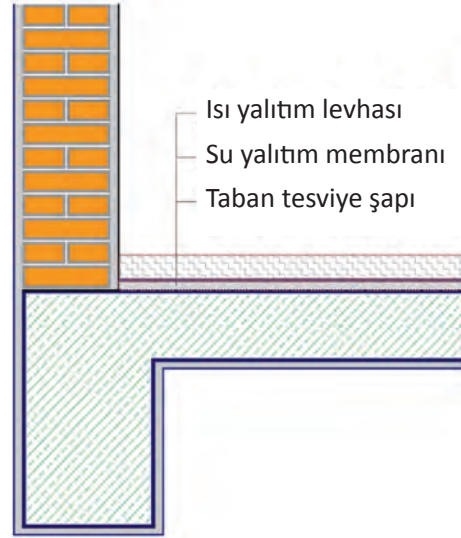 Isı yalıtım levhası
Su yalıtım membranı
Taban tesviye şapı